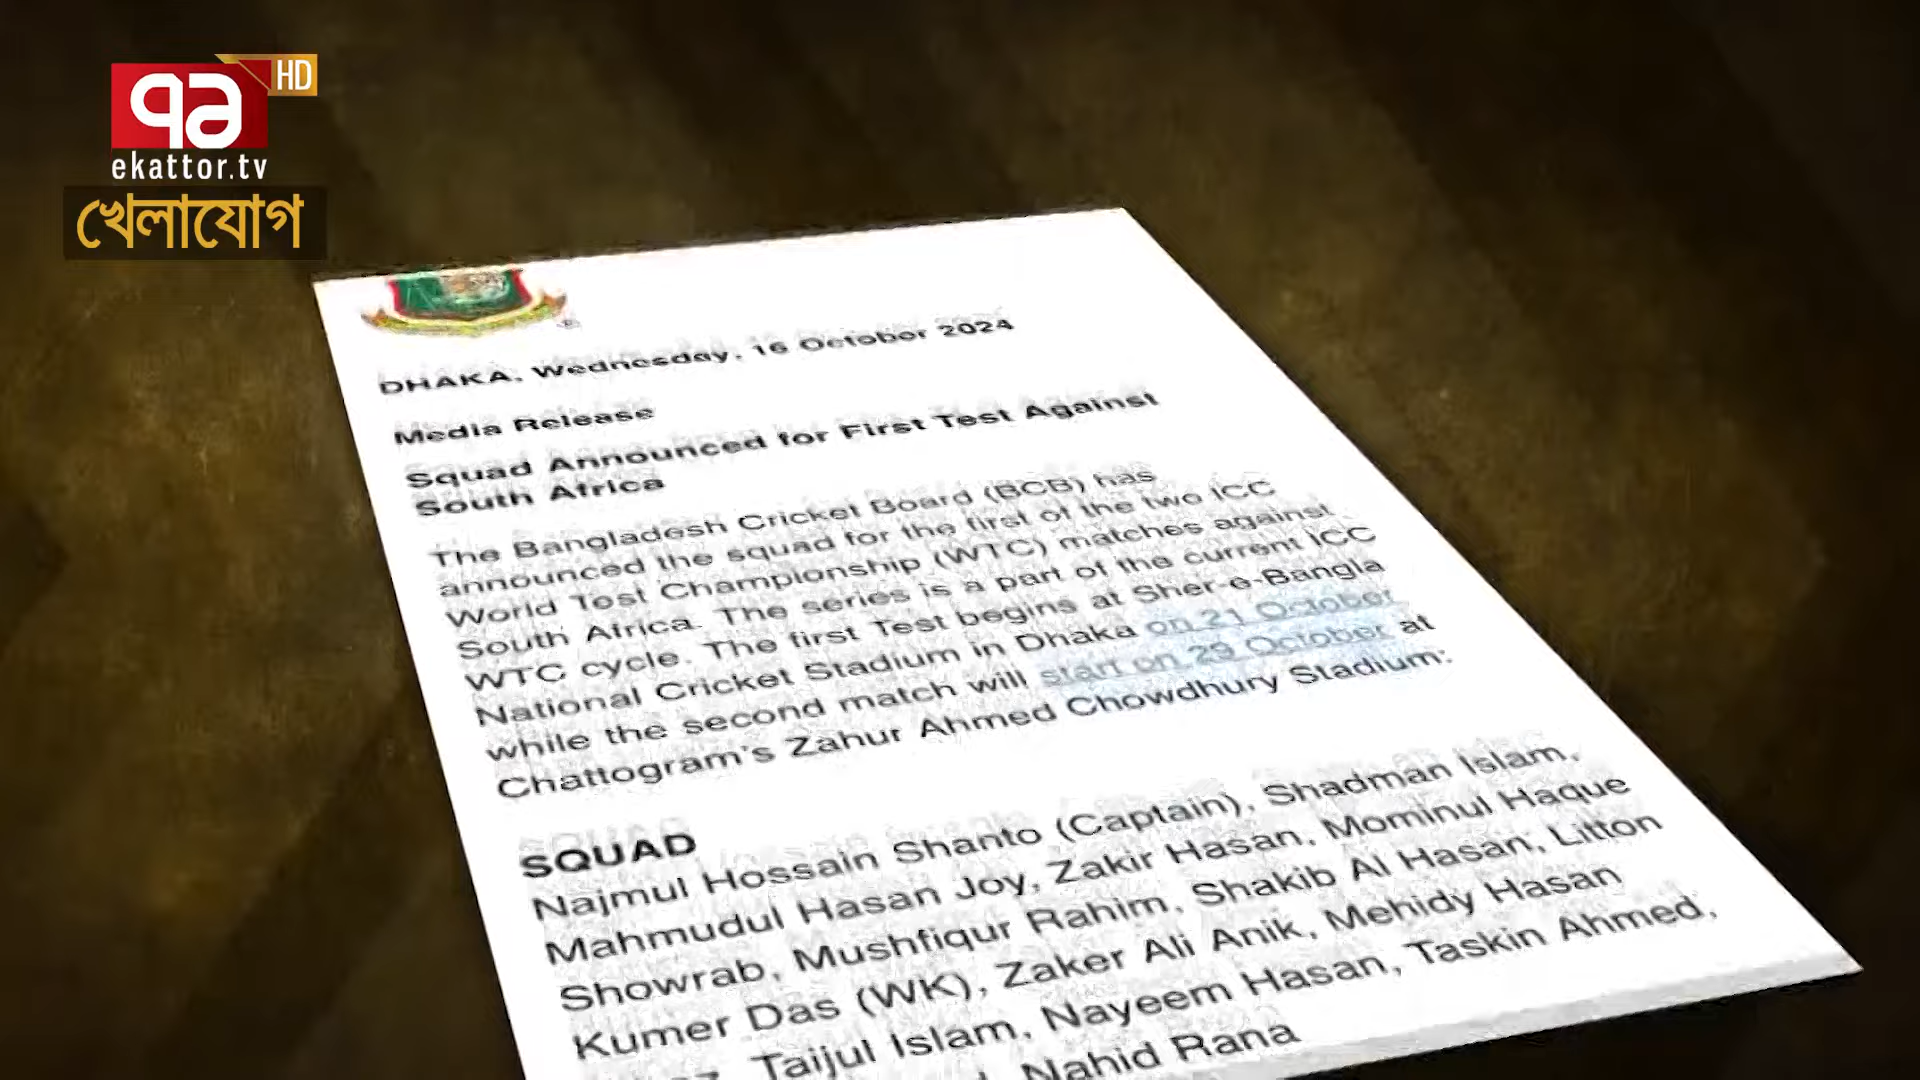 ৭১
HD
ekattor.tv
খেলাযোগ
DHAKA, Wednesday, 16 October 2024
Media Release
Squad Announced for First Test Against
South Africa
The Bangladesh Cricket Board (BCB) has
announced the squad for the first of the two ICC
World Test Championship (WTC) matches against
South Africa. The series is a part of the current ICC
WTC cycle. The first Test begins at Sher-e-Bangla
National Cricket Stadium in Dhaka on 21 October
while the second match will start on 29 October at
Chattogram's Zahur Ahmed Chowdhury Stadium:
SQUAD
Najmul Hossain Shanto (Captain), Shadman Islam,
Mahmudul Hasan Joy, Zakir Hasan, Mominul Haque
Showrab, Mushfiqur Rahim, Shakib Al Hasan, Litton
Kumer Das (WK), Zaker Ali Anik, Mehidy Hasan
Taijul Islam, Nayeem Hasan, Taskin Ahmed,
Nahid Rana